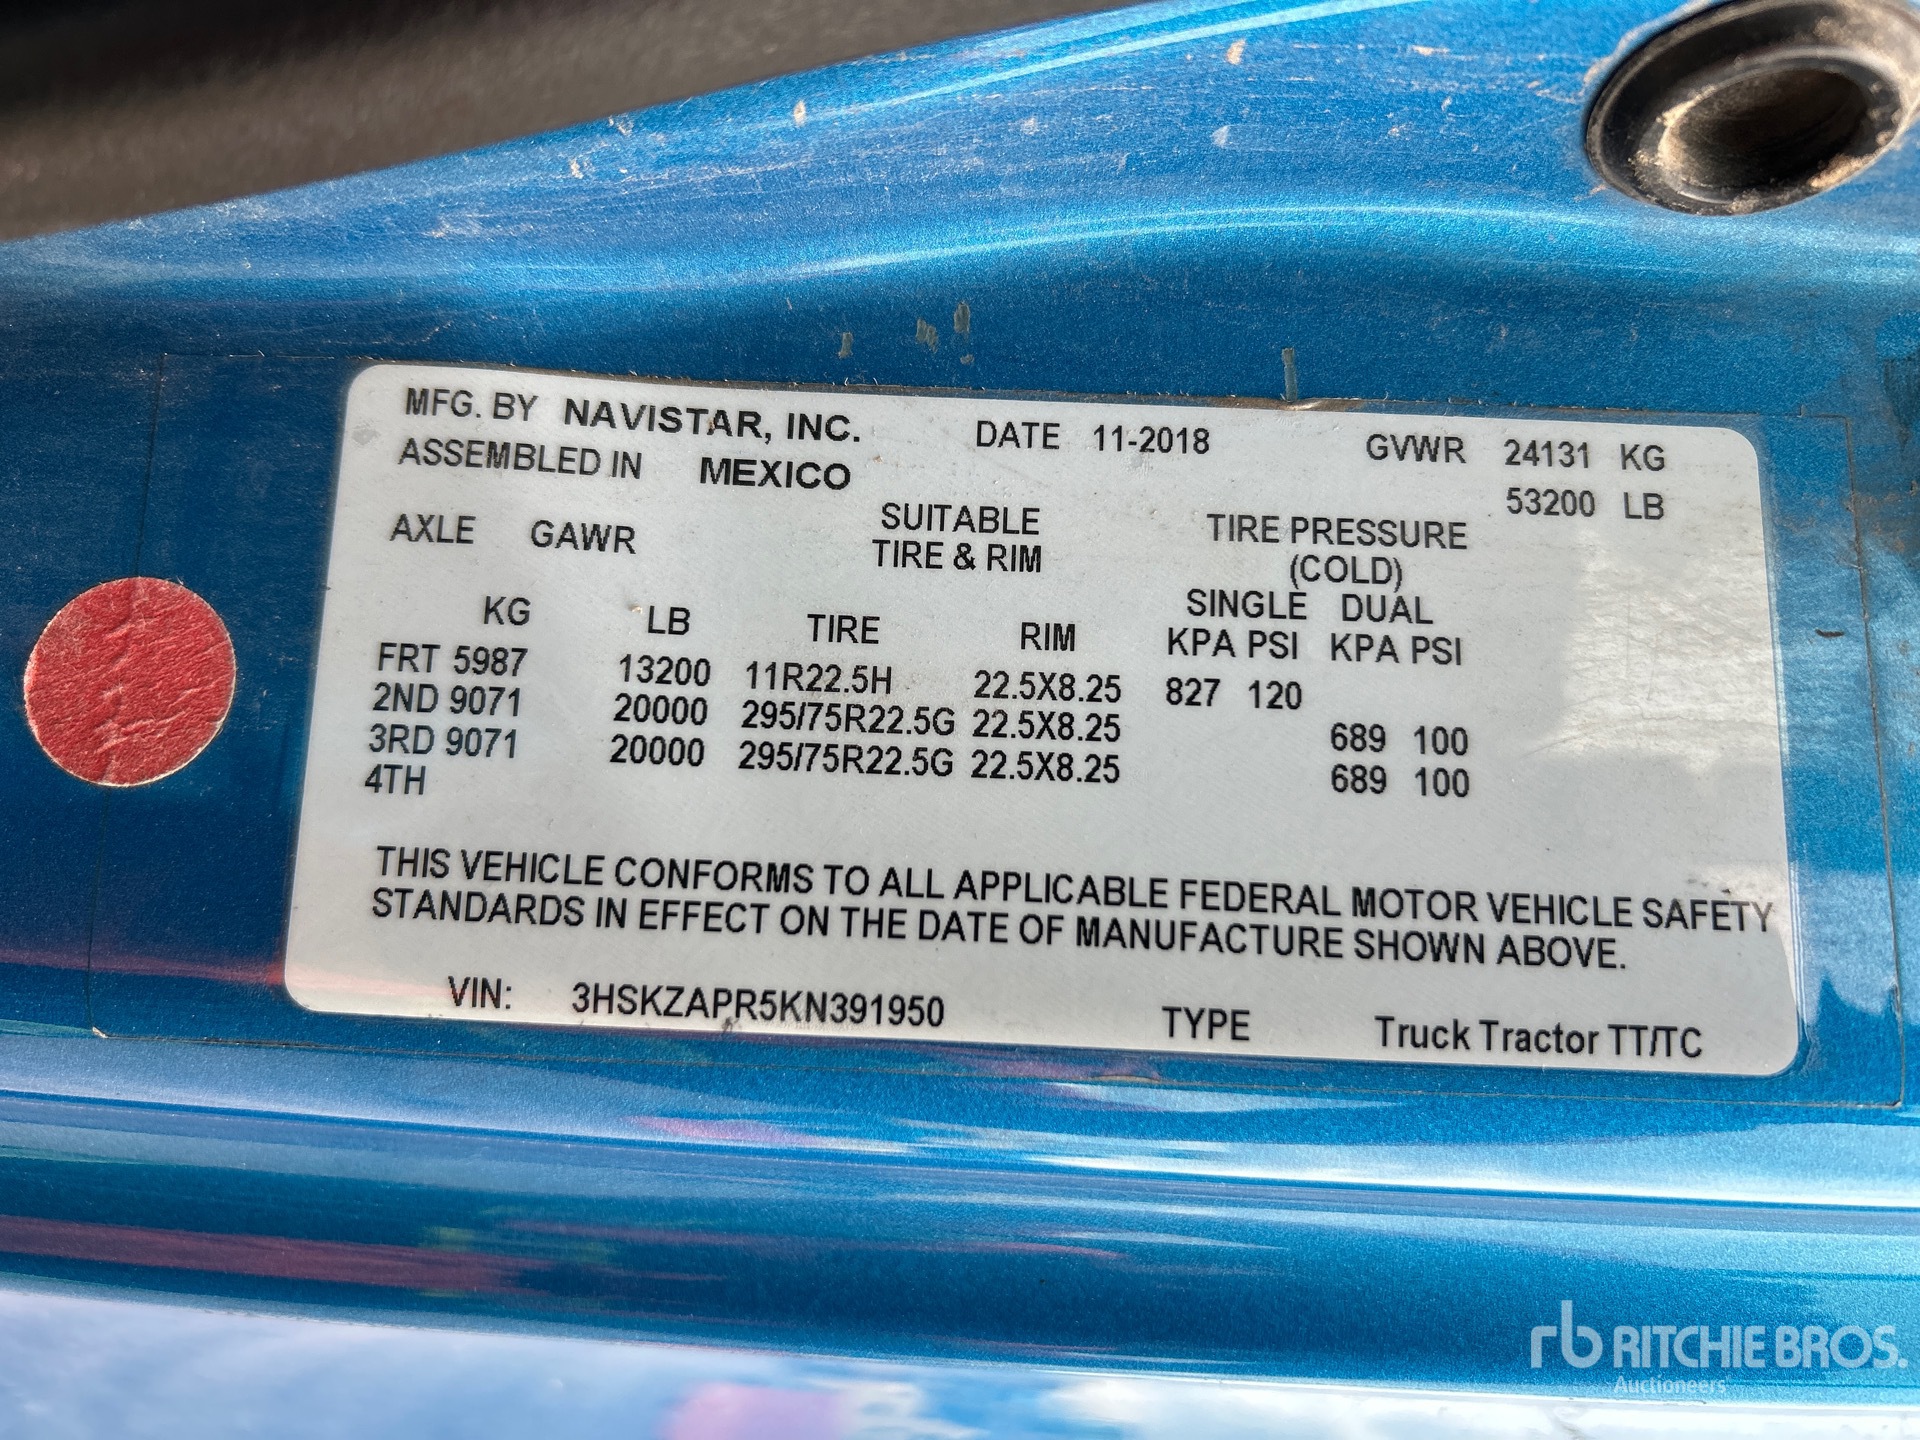 MFG. BY NAVISTAR, INC. DATE 11-2018 GVWR 24131 KG
ASSEMBLED IN MEXICO 53200 LB
AXLE GAWR SUITABLE TIRE PRESSURE
TIRE & RIM (COLD)
SINGLE DUAL
KG LB TIRE RIM KPA PSI KPA PSI
FRT 5987 13200 11R22.5H 22.5X8.25 827 120
2ND 9071 20000 295/75R22.5G 22.5X8.25 689 100
3RD 9071 20000 295/75R22.5G 22.5X8.25 689 100
4TH
THIS VEHICLE CONFORMS TO ALL APPLICABLE FEDERAL MOTOR VEHICLE SAFETY
STANDARDS IN EFFECT ON THE DATE OF MANUFACTURE SHOWN ABOVE.
VIN: 3HSKZAPR5KN391950 TYPE Truck Tractor TT/TC
rb RITCHIE BROS.
Auctioneers